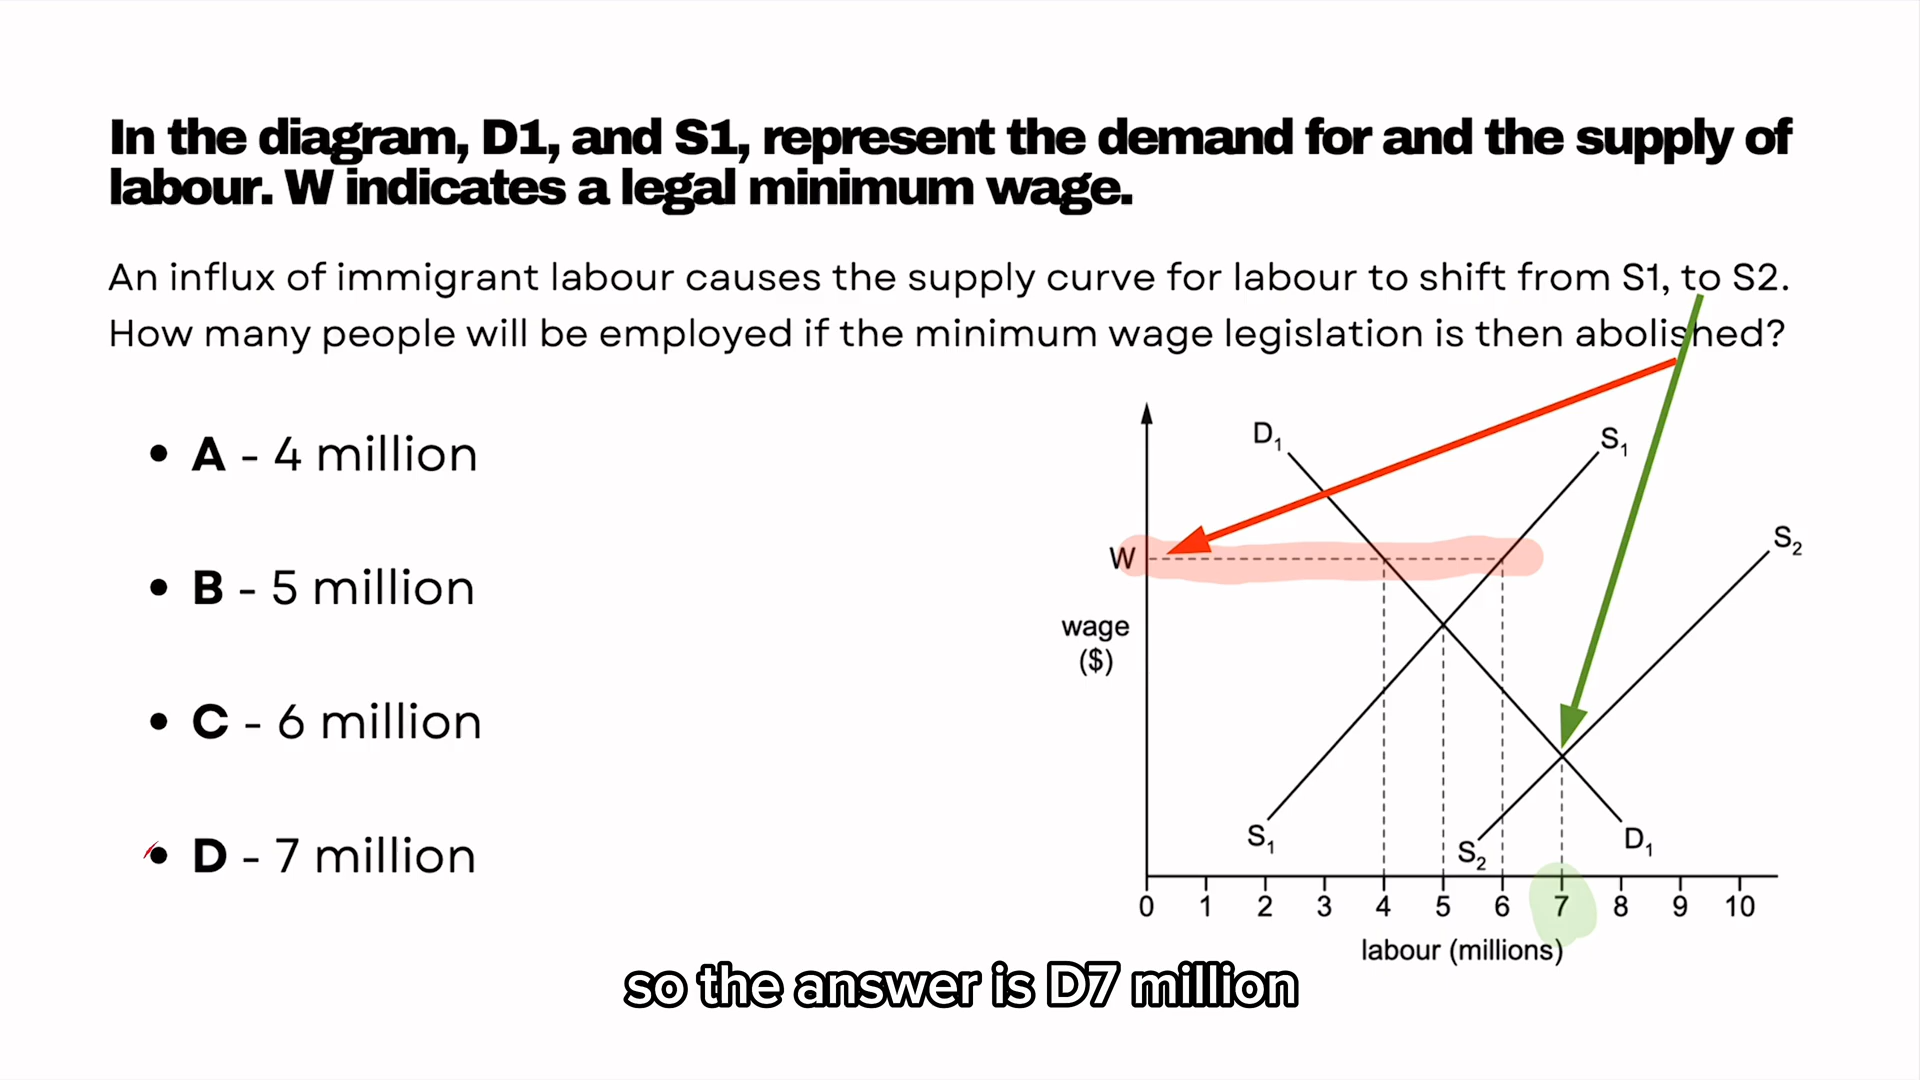 In the diagram, D1, and S1, represent the demand for and the supply of
labour. W indicates a legal minimum wage.
An influx of immigrant labour causes the supply curve for labour to shift from S1, to S2.
How many people will be employed if the minimum wage legislation is then abolished?
• A - 4 million
• B - 5 million
• C - 6 million
• D - 7 million
D₁
S₁
S₂
W
wage
($)
S₁
S₂
D₁
0 1 2 3 4 5 6 7 8 9 10
labour (millions)
so the answer is D7 million